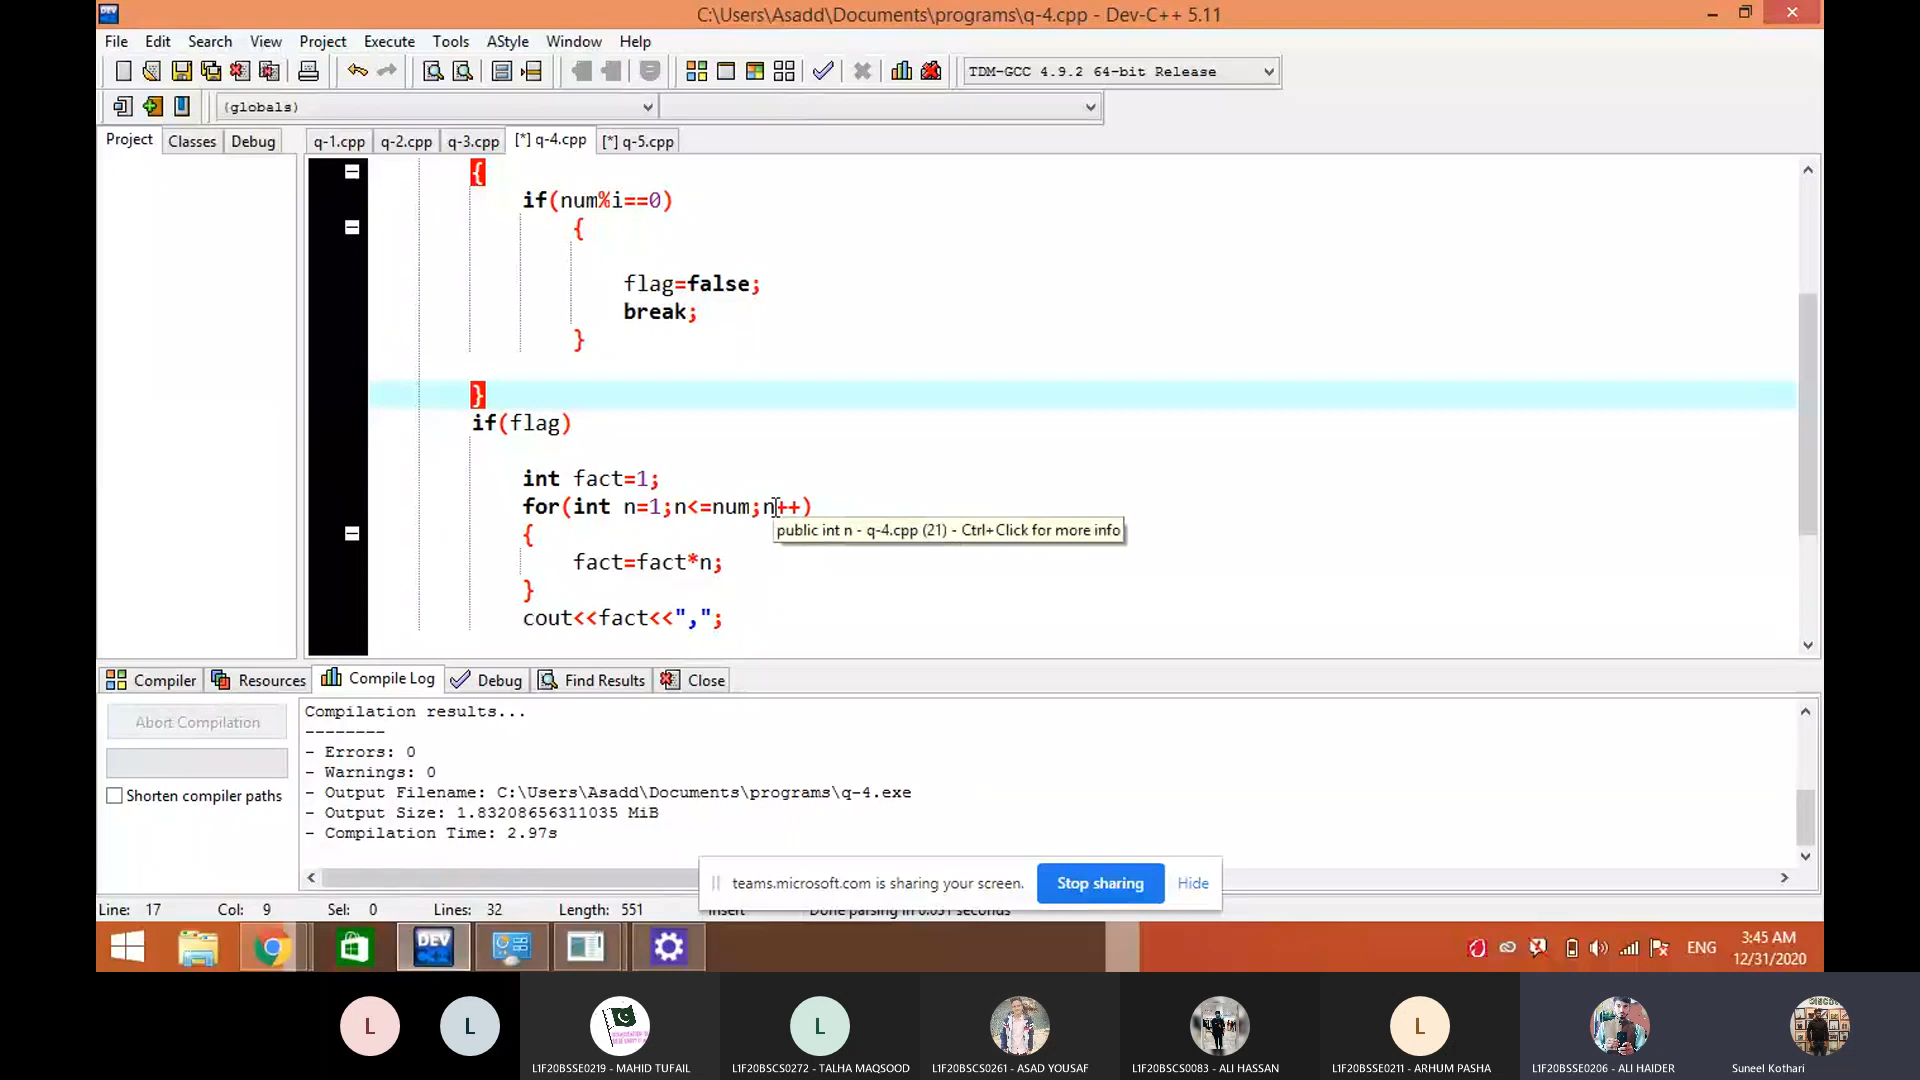 DEV
C:\Users\Asadd\Documents\programs\q-4.cpp - Dev-C++ 5.11
File Edit Search View Project Execute Tools AStyle Window Help
TDM-GCC 4.9.2 64-bit Release
(globals)
Project Classes Debug q-1.cpp q-2.cpp q-3.cpp [*] q-4.cpp [*] q-5.cpp
{
if(num%i==0)
{
flag=false;
break;
}
}
if(flag)
int fact=1;
for(int n=1;n<=num;n++)
{
public int n - q-4.cpp (21) - Ctrl+Click for more info
fact=fact*n;
}
cout<<fact<<",";
Compiler Resources Compile Log Debug Find Results Close
Abort Compilation
Shorten compiler paths
Compilation results...
--------
- Errors: 0
- Warnings: 0
- Output Filename: C:\Users\Asadd\Documents\programs\q-4.exe
- Output Size: 1.83208656311035 MiB
- Compilation Time: 2.97s
teams.microsoft.com is sharing your screen. Stop sharing Hide
Line: 17 Col: 9 Sel: 0 Lines: 32 Length: 551 Insert Done parsing in 0.031 seconds
DEV
ENG
3:45 AM
12/31/2020
L L L L
L1F20BSSE0219 - MAHID TUFAIL L1F20BSCS0272 - TALHA MAQSOOD L1F20BSCS0261 - ASAD YOUSAF L1F20BSCS0083 - ALI HASSAN L1F20BSSE0211 - ARHUM PASHA L1F20BSSE0206 - ALI HAIDER Suneel Kothari